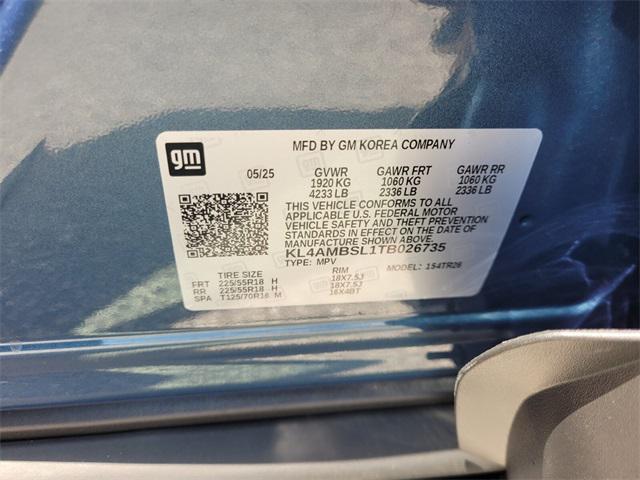 gm
MFD BY GM KOREA COMPANY
05/25 GVWR GAWR FRT GAWR RR
1920 KG 1060 KG 1060 KG
4233 LB 2336 LB 2336 LB
THIS VEHICLE CONFORMS TO ALL
APPLICABLE U.S. FEDERAL MOTOR
VEHICLE SAFETY AND THEFT PREVENTION
STANDARDS IN EFFECT ON THE DATE OF
MANUFACTURE SHOWN ABOVE.
KL4AMBSL1TB026735
TYPE: MPV MODEL: 1S4TR26
TIRE SIZE RIM
FRT 225/55R18 H 18X7.5J
RR 225/55R18 H 18X7.5J
SPA T125/70R16 M 16X4BT